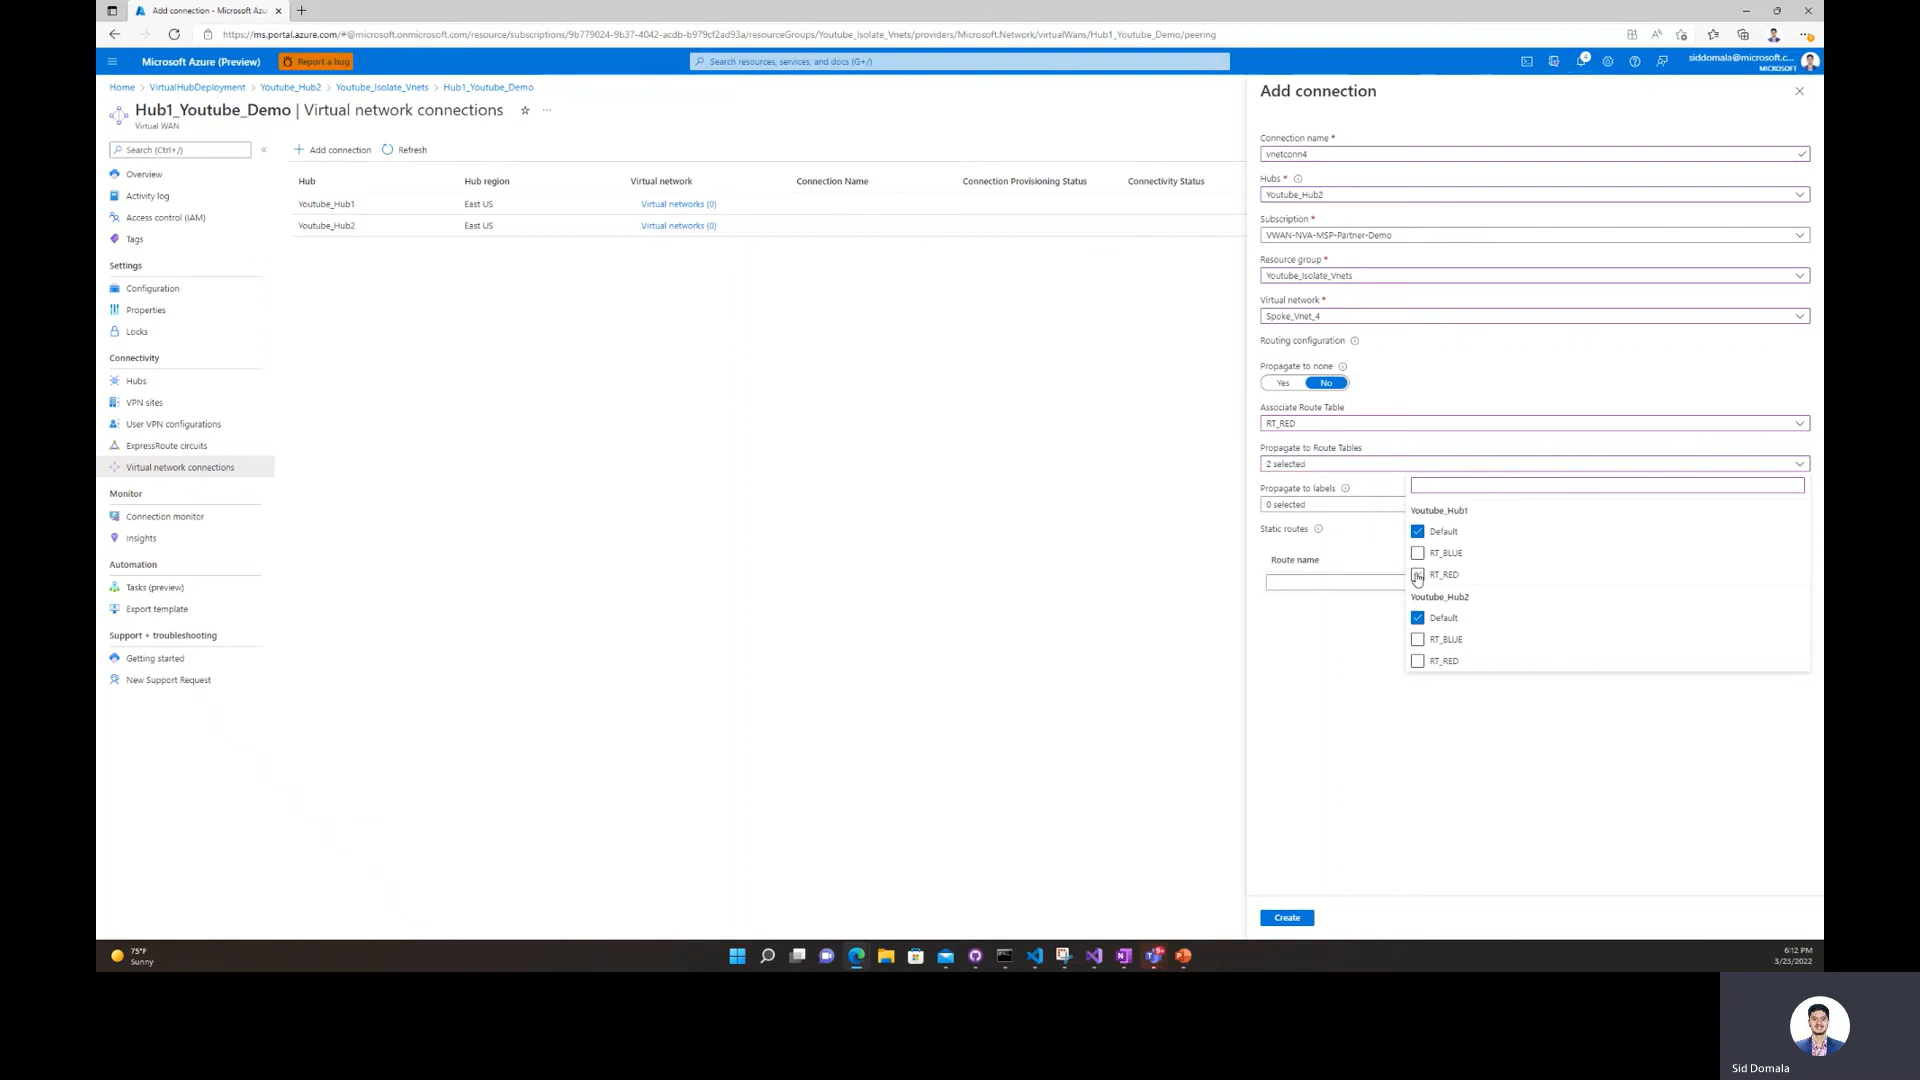 Add connection - Microsoft Azu
https://ms.portal.azure.com/#@microsoft.onmicrosoft.com/resource/subscriptions/9b779024-9b37-4042-acdb-b979cf2ad93a/resourceGroups/Youtube_Isolate_Vnets/providers/Microsoft.Network/virtualWans/Hub1_Youtube_Demo/peering
Microsoft Azure (Preview)
Report a bug
Search resources, services, and docs (G+/)
4
siddomala@microsoft.c...
MICROSOFT
Home > VirtualHubDeployment > Youtube_Hub2 > Youtube_Isolate_Vnets > Hub1_Youtube_Demo
Hub1_Youtube_Demo | Virtual network connections
Virtual WAN
Search (Ctrl+/)
Overview
Activity log
Access control (IAM)
Tags
Settings
Configuration
Properties
Locks
Connectivity
Hubs
VPN sites
User VPN configurations
ExpressRoute circuits
Virtual network connections
Monitor
Connection monitor
Insights
Automation
Tasks (preview)
Export template
Support + troubleshooting
Getting started
New Support Request
Add connection
Refresh
Hub Hub region Virtual network Connection Name Connection Provisioning Status Connectivity Status
Youtube_Hub1 East US Virtual networks (0)
Youtube_Hub2 East US Virtual networks (0)
Add connection
Connection name *
vnetconn4
Hubs *
Youtube_Hub2
Subscription *
VWAN-NVA-MSP-Partner-Demo
Resource group *
Youtube_Isolate_Vnets
Virtual network *
Spoke_Vnet_4
Routing configuration
Propagate to none
Yes No
Associate Route Table
RT_RED
Propagate to Route Tables
2 selected
Propagate to labels
0 selected
Static routes
Route name
Youtube_Hub1
Default
RT_BLUE
RT_RED
Youtube_Hub2
Default
RT_BLUE
RT_RED
Create
75°F
Sunny
9+
6:12 PM
3/23/2022
Sid Domala